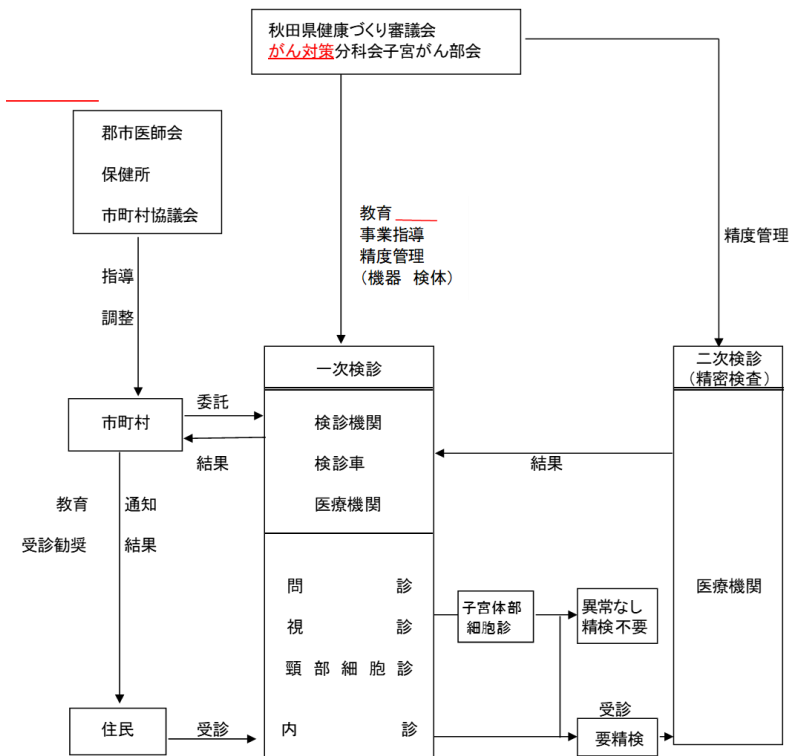 秋田県健康づくり審議会
がん対策分科会子宮がん部会
郡市医師会
保健所
市町村協議会
教育
事業指導
精度管理
（機器　検体）
精度管理
指導
調整
一次検診
二次検診
（精密検査）
市町村
委託
結果
検診機関
検診車
医療機関
結果
教育　通知
受診勧奨　結果
問診
視診
頸部細胞診
内診
子宮体部
細胞診
異常なし
精検不要
医療機関
住民
受診
受診
要精検